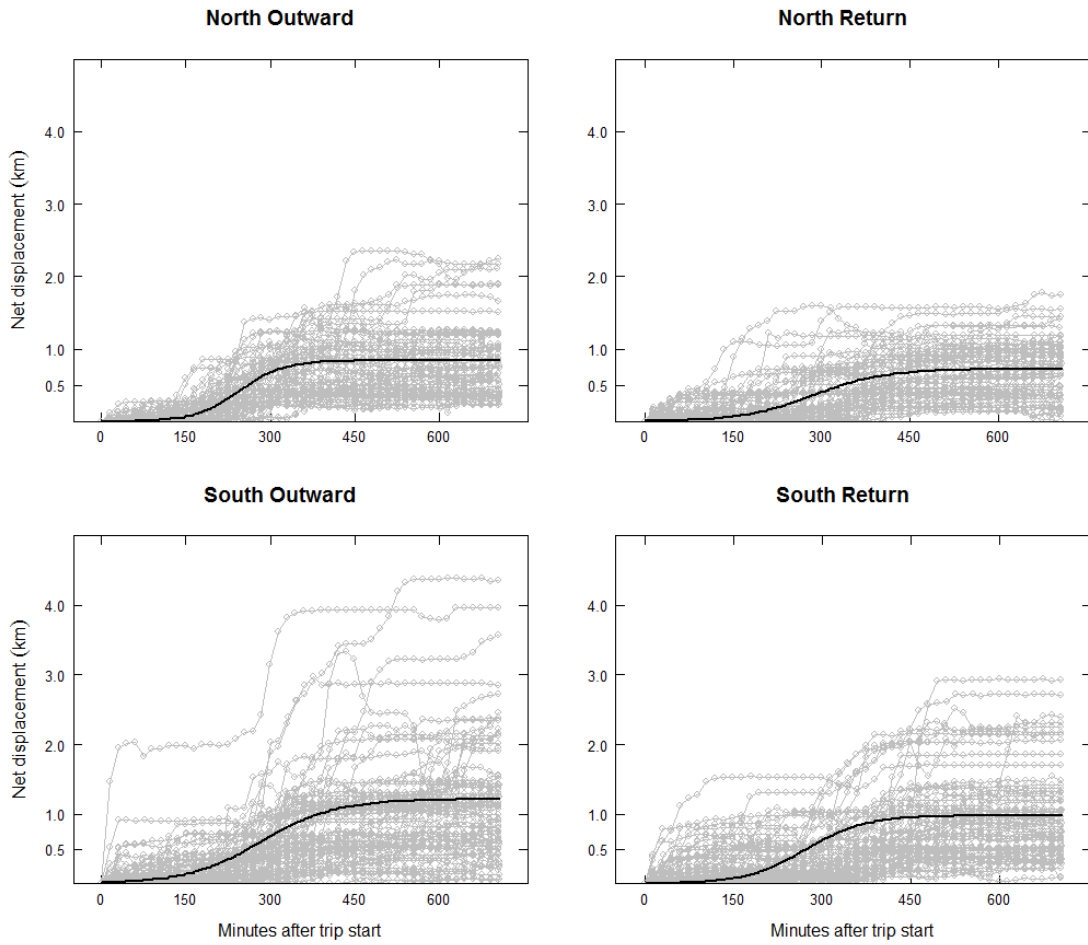 North Outward
North Return
Net displacement (km)
4.0
3.0
2.0
1.0
0.5
0 150 300 450 600
4.0
3.0
2.0
1.0
0.5
0 150 300 450 600
South Outward
South Return
Net displacement (km)
4.0
3.0
2.0
1.0
0.5
0 150 300 450 600
Minutes after trip start
4.0
3.0
2.0
1.0
0.5
0 150 300 450 600
Minutes after trip start